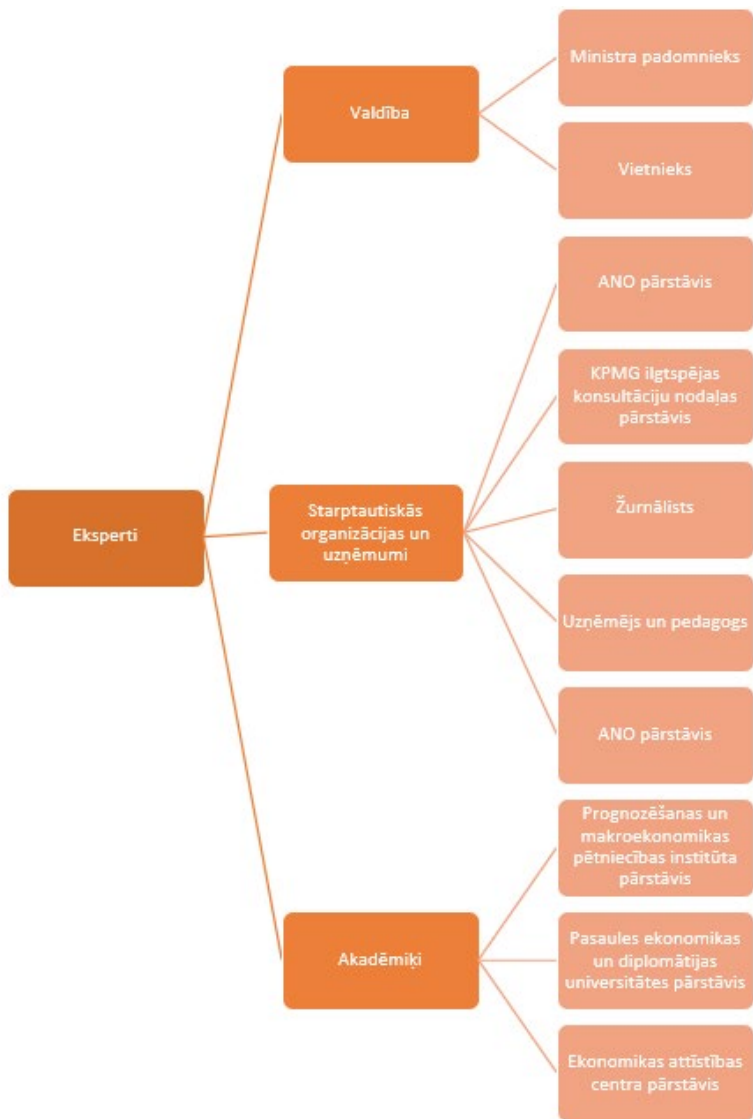 Eksperti
Valdība
Ministra padomnieks
Vietnieks
Starptautiskās
organizācijas un
uzņēmumi
ANO pārstāvis
KPMG ilgtspējas
konsultāciju nodaļas
pārstāvis
Žurnālists
Uzņēmējs un pedagogs
ANO pārstāvis
Akadēmiķi
Prognozēšanas un
makroekonomikas
pētniecības institūta
pārstāvis
Pasaules ekonomikas
un diplomātijas
universitātes pārstāvis
Ekonomikas attīstības
centra pārstāvis